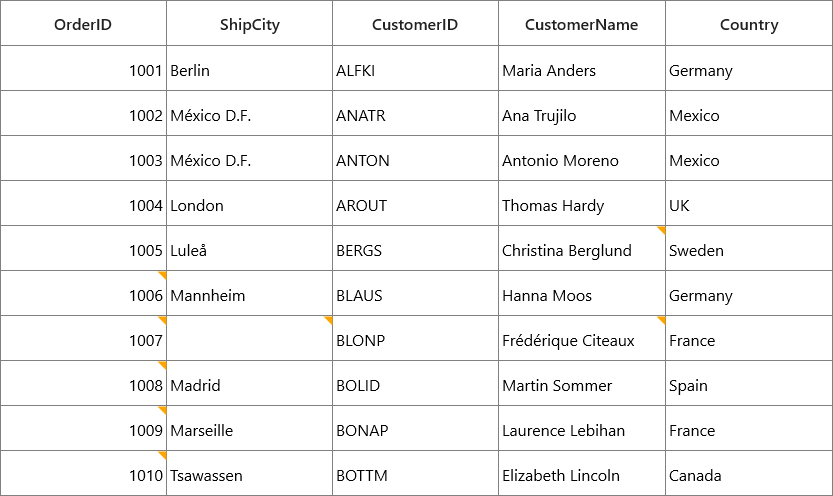 OrderID ShipCity CustomerID CustomerName Country
1001 Berlin ALFKI Maria Anders Germany
1002 México D.F. ANATR Ana Trujilo Mexico
1003 México D.F. ANTON Antonio Moreno Mexico
1004 London AROUT Thomas Hardy UK
1005 Luleå BERGS Christina Berglund Sweden
1006 Mannheim BLAUS Hanna Moos Germany
1007 BLONP Frédérique Citeaux France
1008 Madrid BOLID Martin Sommer Spain
1009 Marseille BONAP Laurence Lebihan France
1010 Tsawassen BOTTM Elizabeth Lincoln Canada